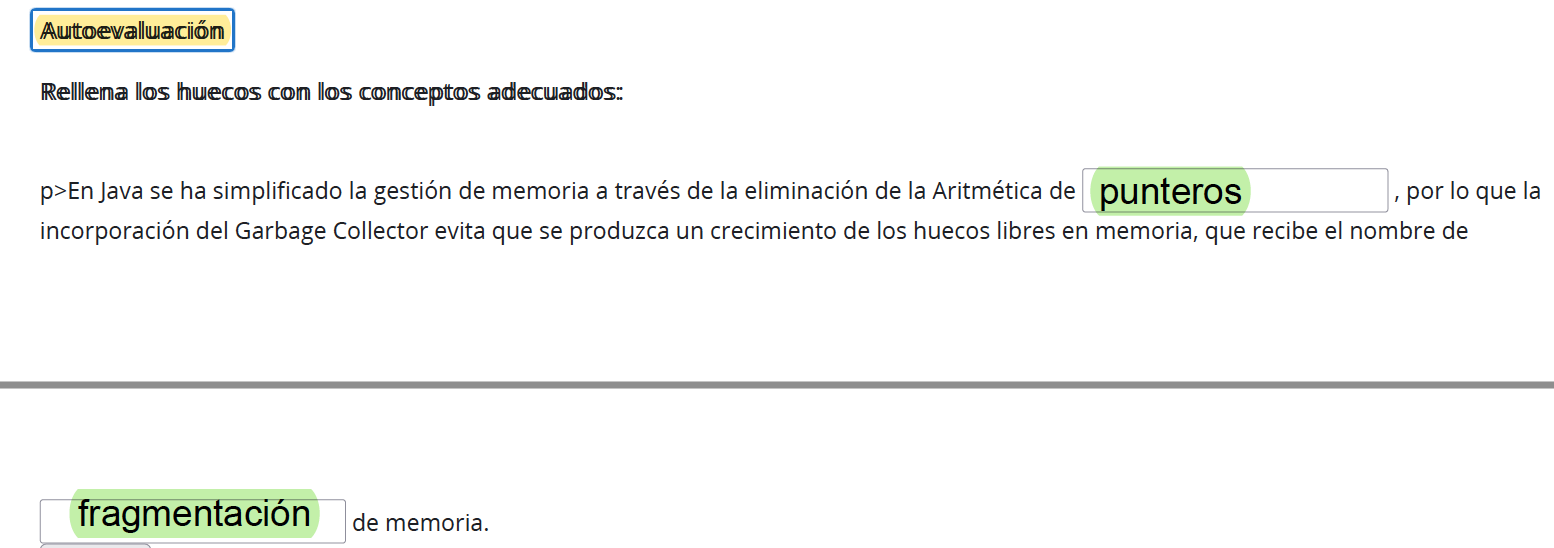 Autoevaluación
Rellena los huecos con los conceptos adecuados:
p>En Java se ha simplificado la gestión de memoria a través de la eliminación de la Aritmética de punteros , por lo que la
incorporación del Garbage Collector evita que se produzca un crecimiento de los huecos libres en memoria, que recibe el nombre de
fragmentación de memoria.